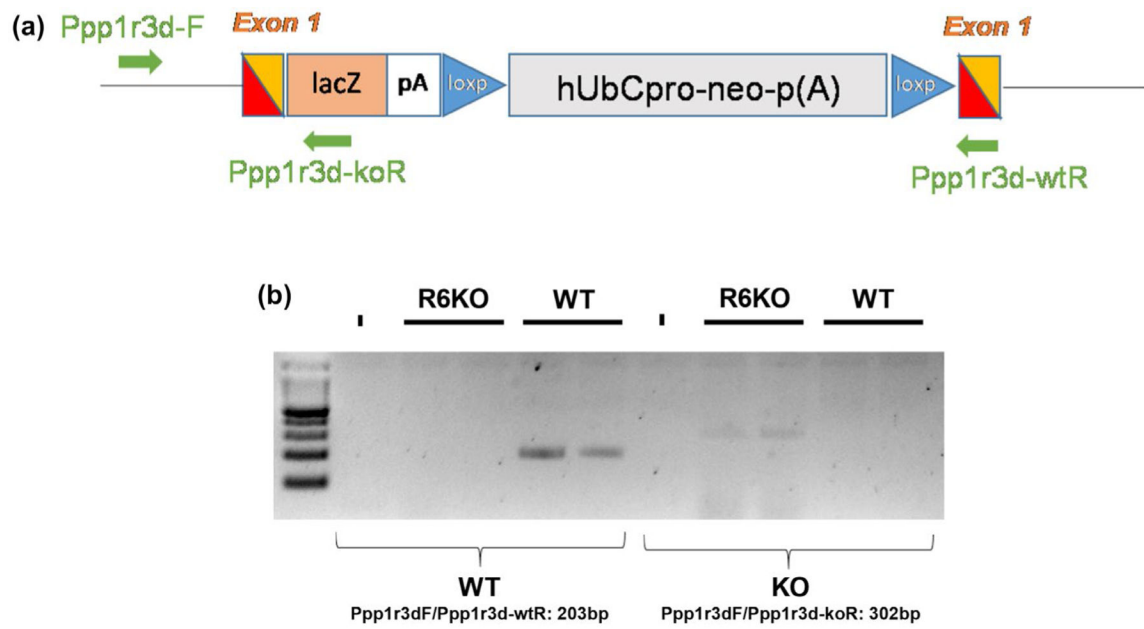 (a)
Ppp1r3d-F
Exon 1
Exon 1
lacZ pA loxp hUbCpro-neo-p(A) loxp
Ppp1r3d-koR
Ppp1r3d-wtR
(b)
R6KO WT R6KO WT
WT KO
Ppp1r3dF/Ppp1r3d-wtR: 203bp Ppp1r3dF/Ppp1r3d-koR: 302bp